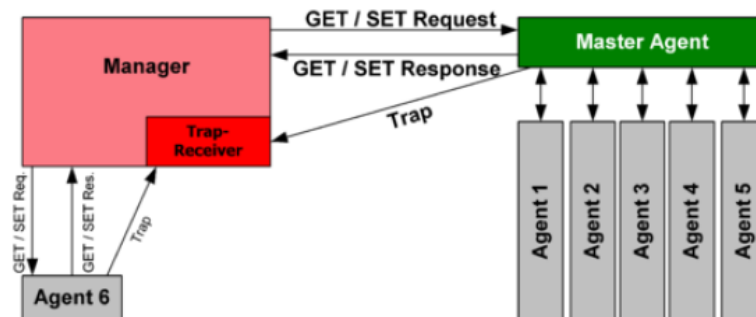 GET / SET Request
Master Agent
Manager
GET / SET Response
Trap
Trap-
Receiver
GET / SET Req.
GET / SET Res.
Trap
Agent 1
Agent 2
Agent 3
Agent 4
Agent 5
Agent 6